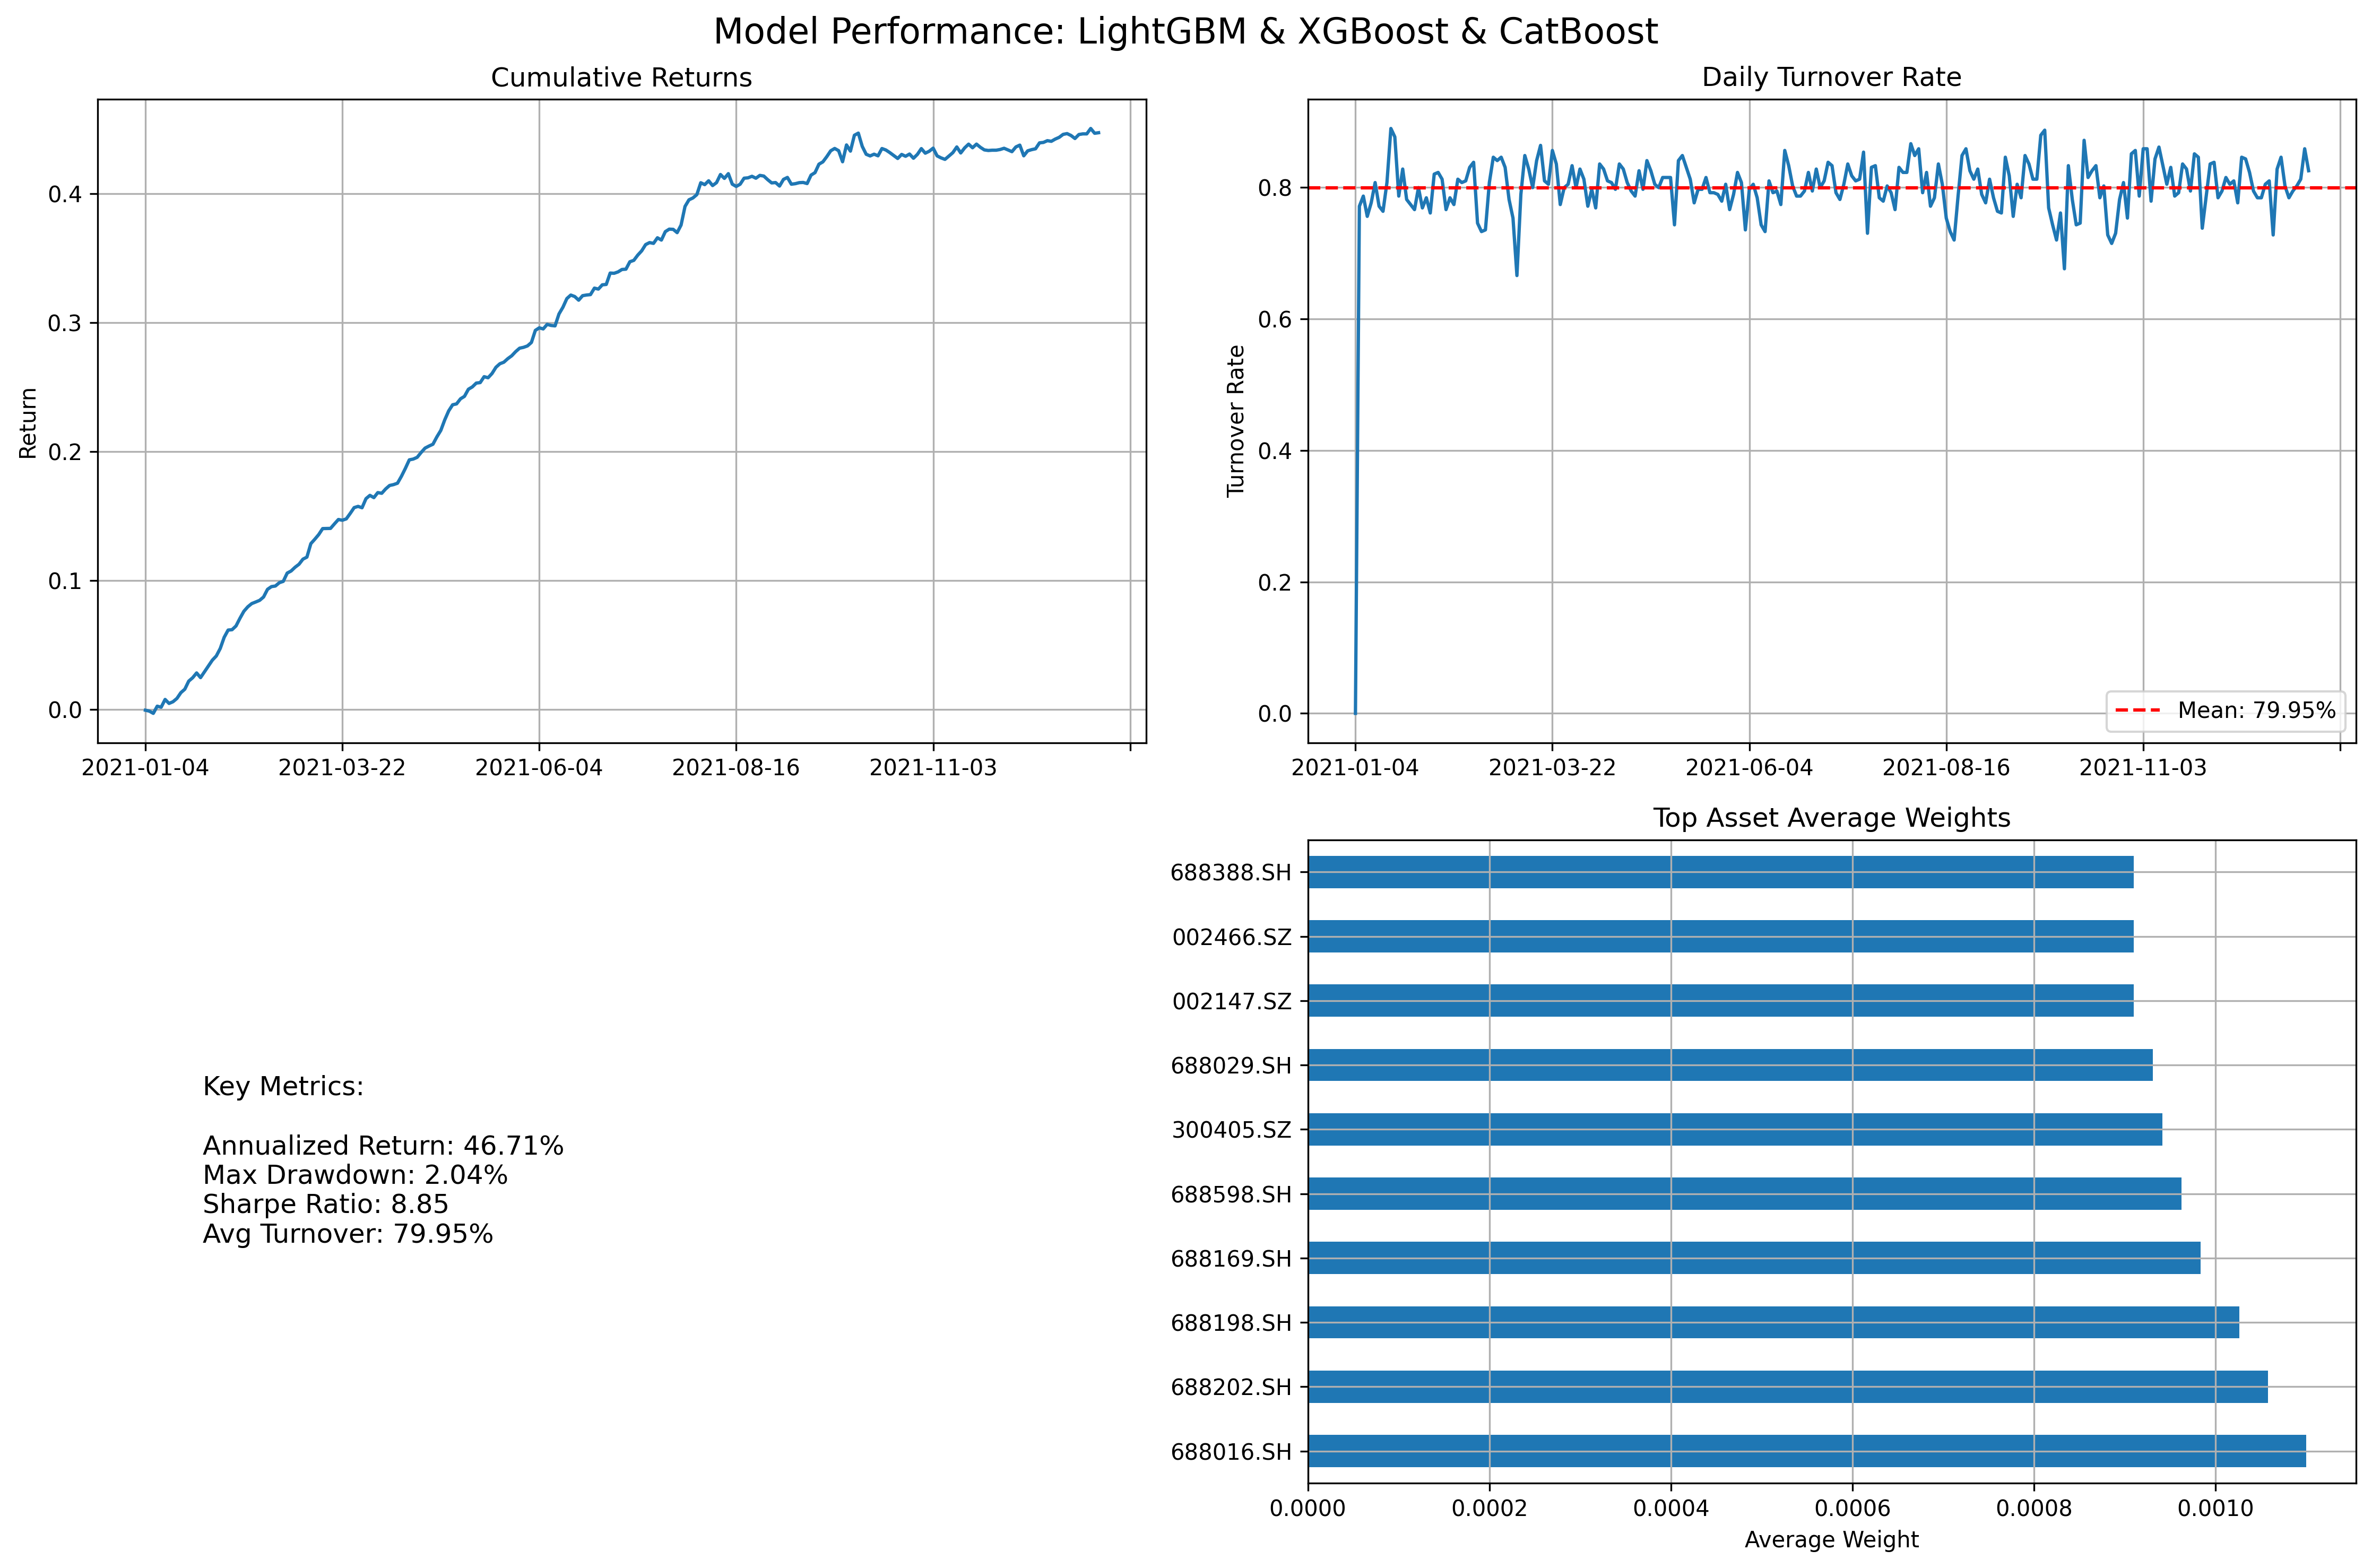 Model Performance: LightGBM & XGBoost & CatBoost
Cumulative Returns
Return
0.4
0.3
0.2
0.1
0.0
2021-01-04 2021-03-22 2021-06-04 2021-08-16 2021-11-03
Daily Turnover Rate
Turnover Rate
0.8
0.6
0.4
0.2
0.0
Mean: 79.95%
2021-01-04 2021-03-22 2021-06-04 2021-08-16 2021-11-03
Key Metrics:
Annualized Return: 46.71%
Max Drawdown: 2.04%
Sharpe Ratio: 8.85
Avg Turnover: 79.95%
Top Asset Average Weights
688388.SH
002466.SZ
002147.SZ
688029.SH
300405.SZ
688598.SH
688169.SH
688198.SH
688202.SH
688016.SH
0.0000 0.0002 0.0004 0.0006 0.0008 0.0010
Average Weight